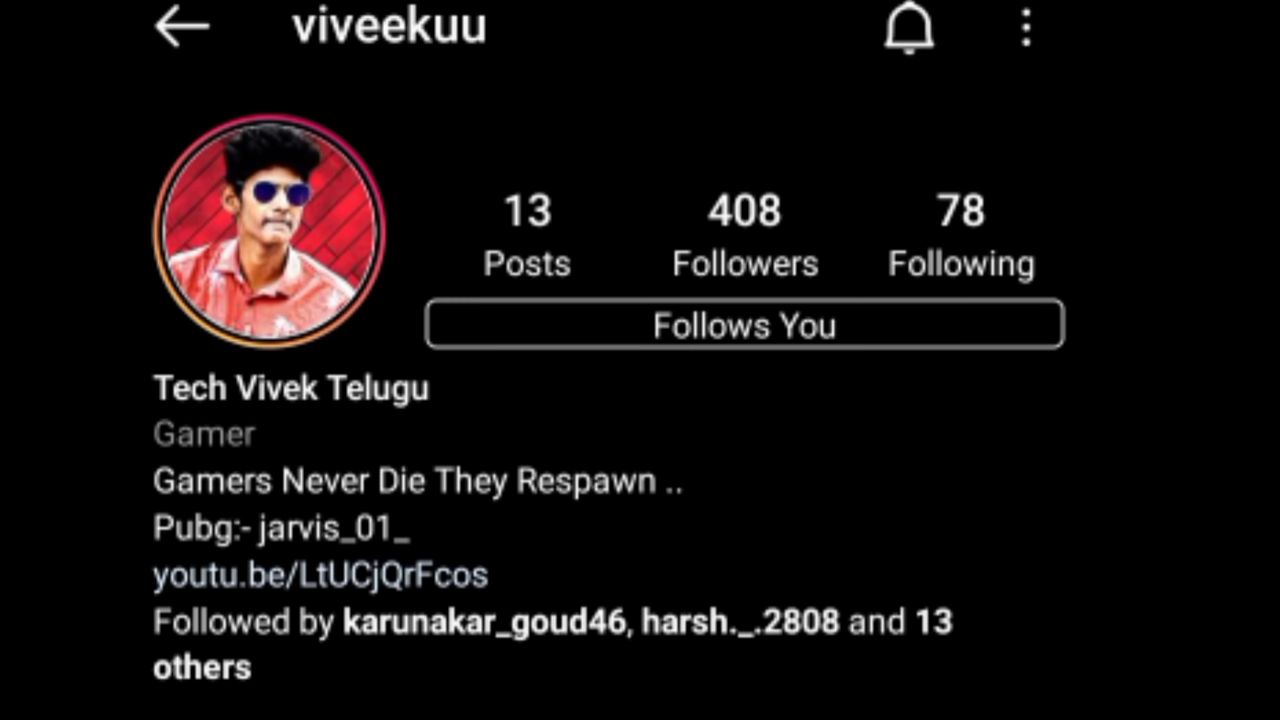 viveekuu
13 408 78
Posts Followers Following
Follows You
Tech Vivek Telugu
Gamer
Gamers Never Die They Respawn ..
Pubg:- jarvis_01_
youtu.be/LtUCjQrFcos
Followed by karunakar_goud46, harsh._.2808 and 13
others